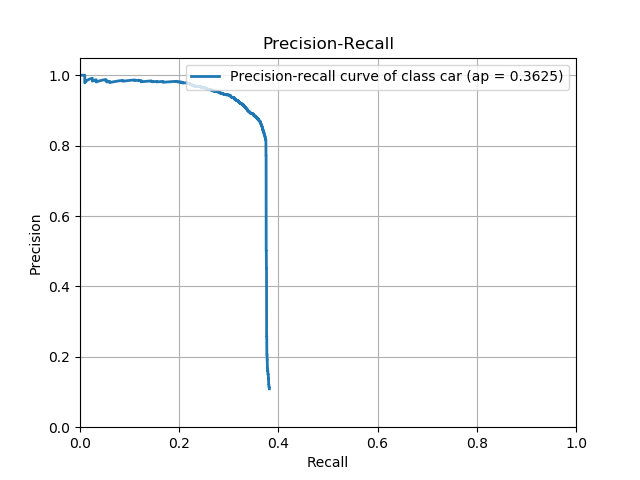 Precision-Recall
Precision-recall curve of class car (ap = 0.3625)
1.0
0.8
0.6
0.4
0.2
0.0
Precision
0.0 0.2 0.4 0.6 0.8 1.0
Recall